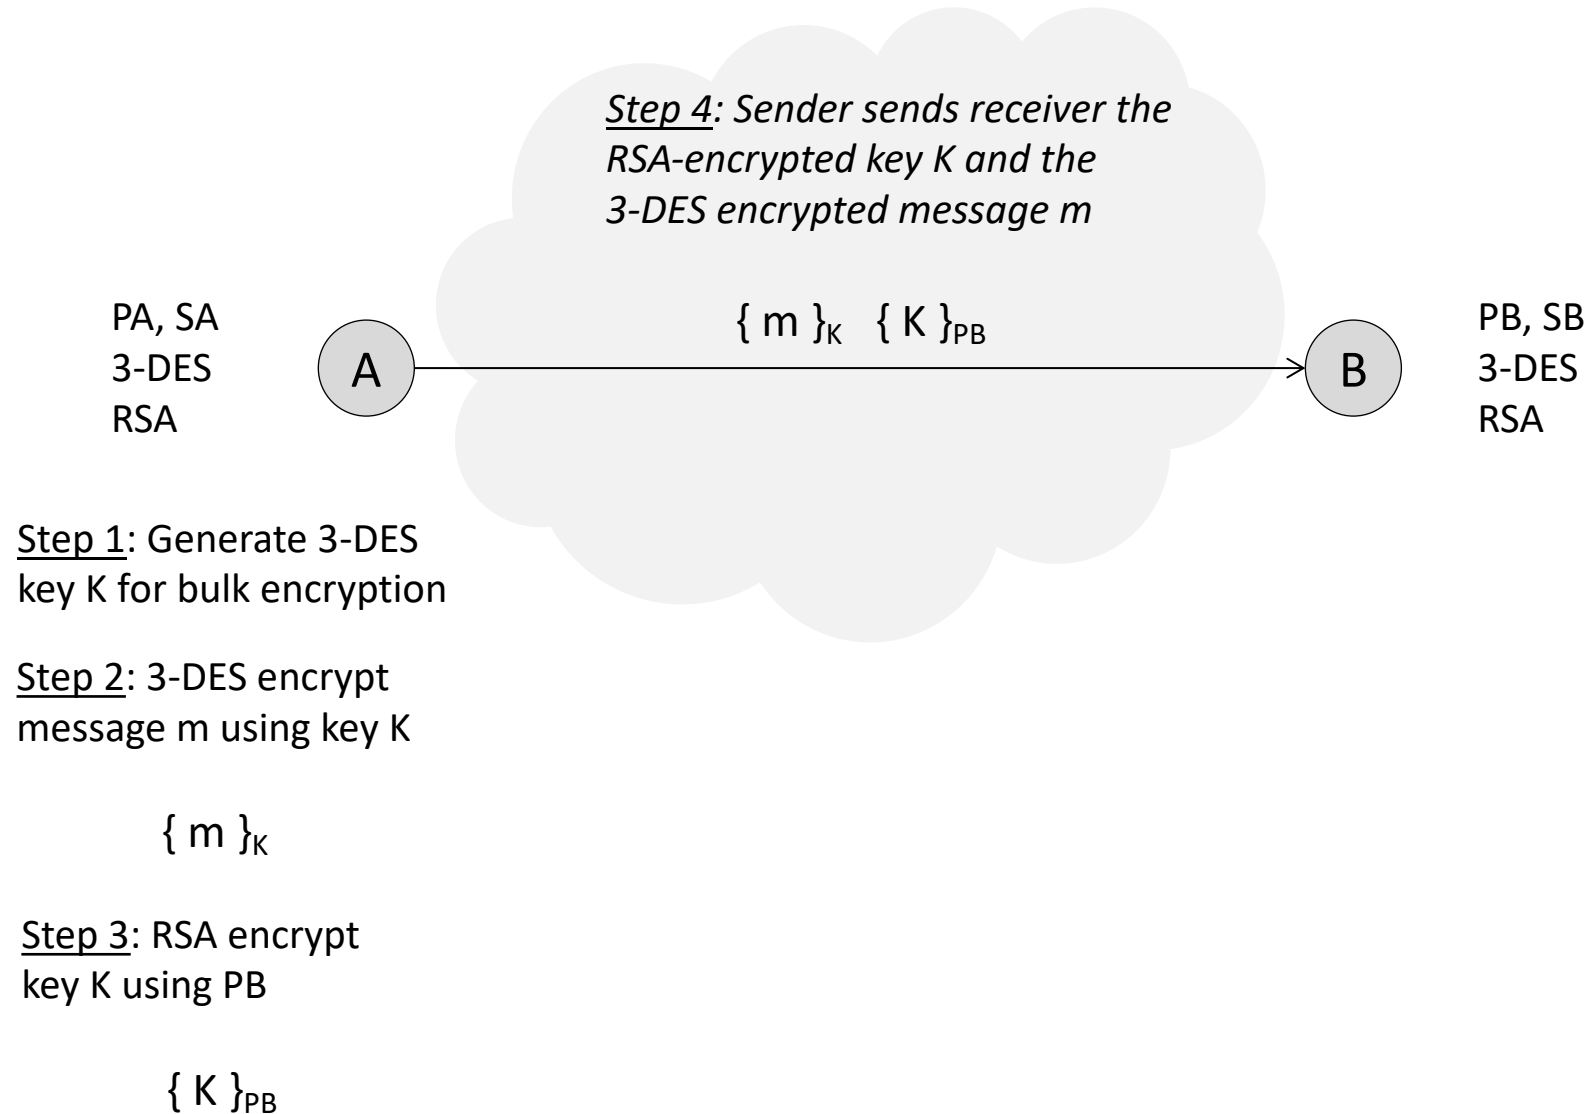 Step 4: Sender sends receiver the
RSA-encrypted key K and the
3-DES encrypted message m
{ m }K { K }PB
PA, SA
3-DES
RSA
A
B
PB, SB
3-DES
RSA
Step 1: Generate 3-DES
key K for bulk encryption
Step 2: 3-DES encrypt
message m using key K
{ m }K
Step 3: RSA encrypt
key K using PB
{ K }PB